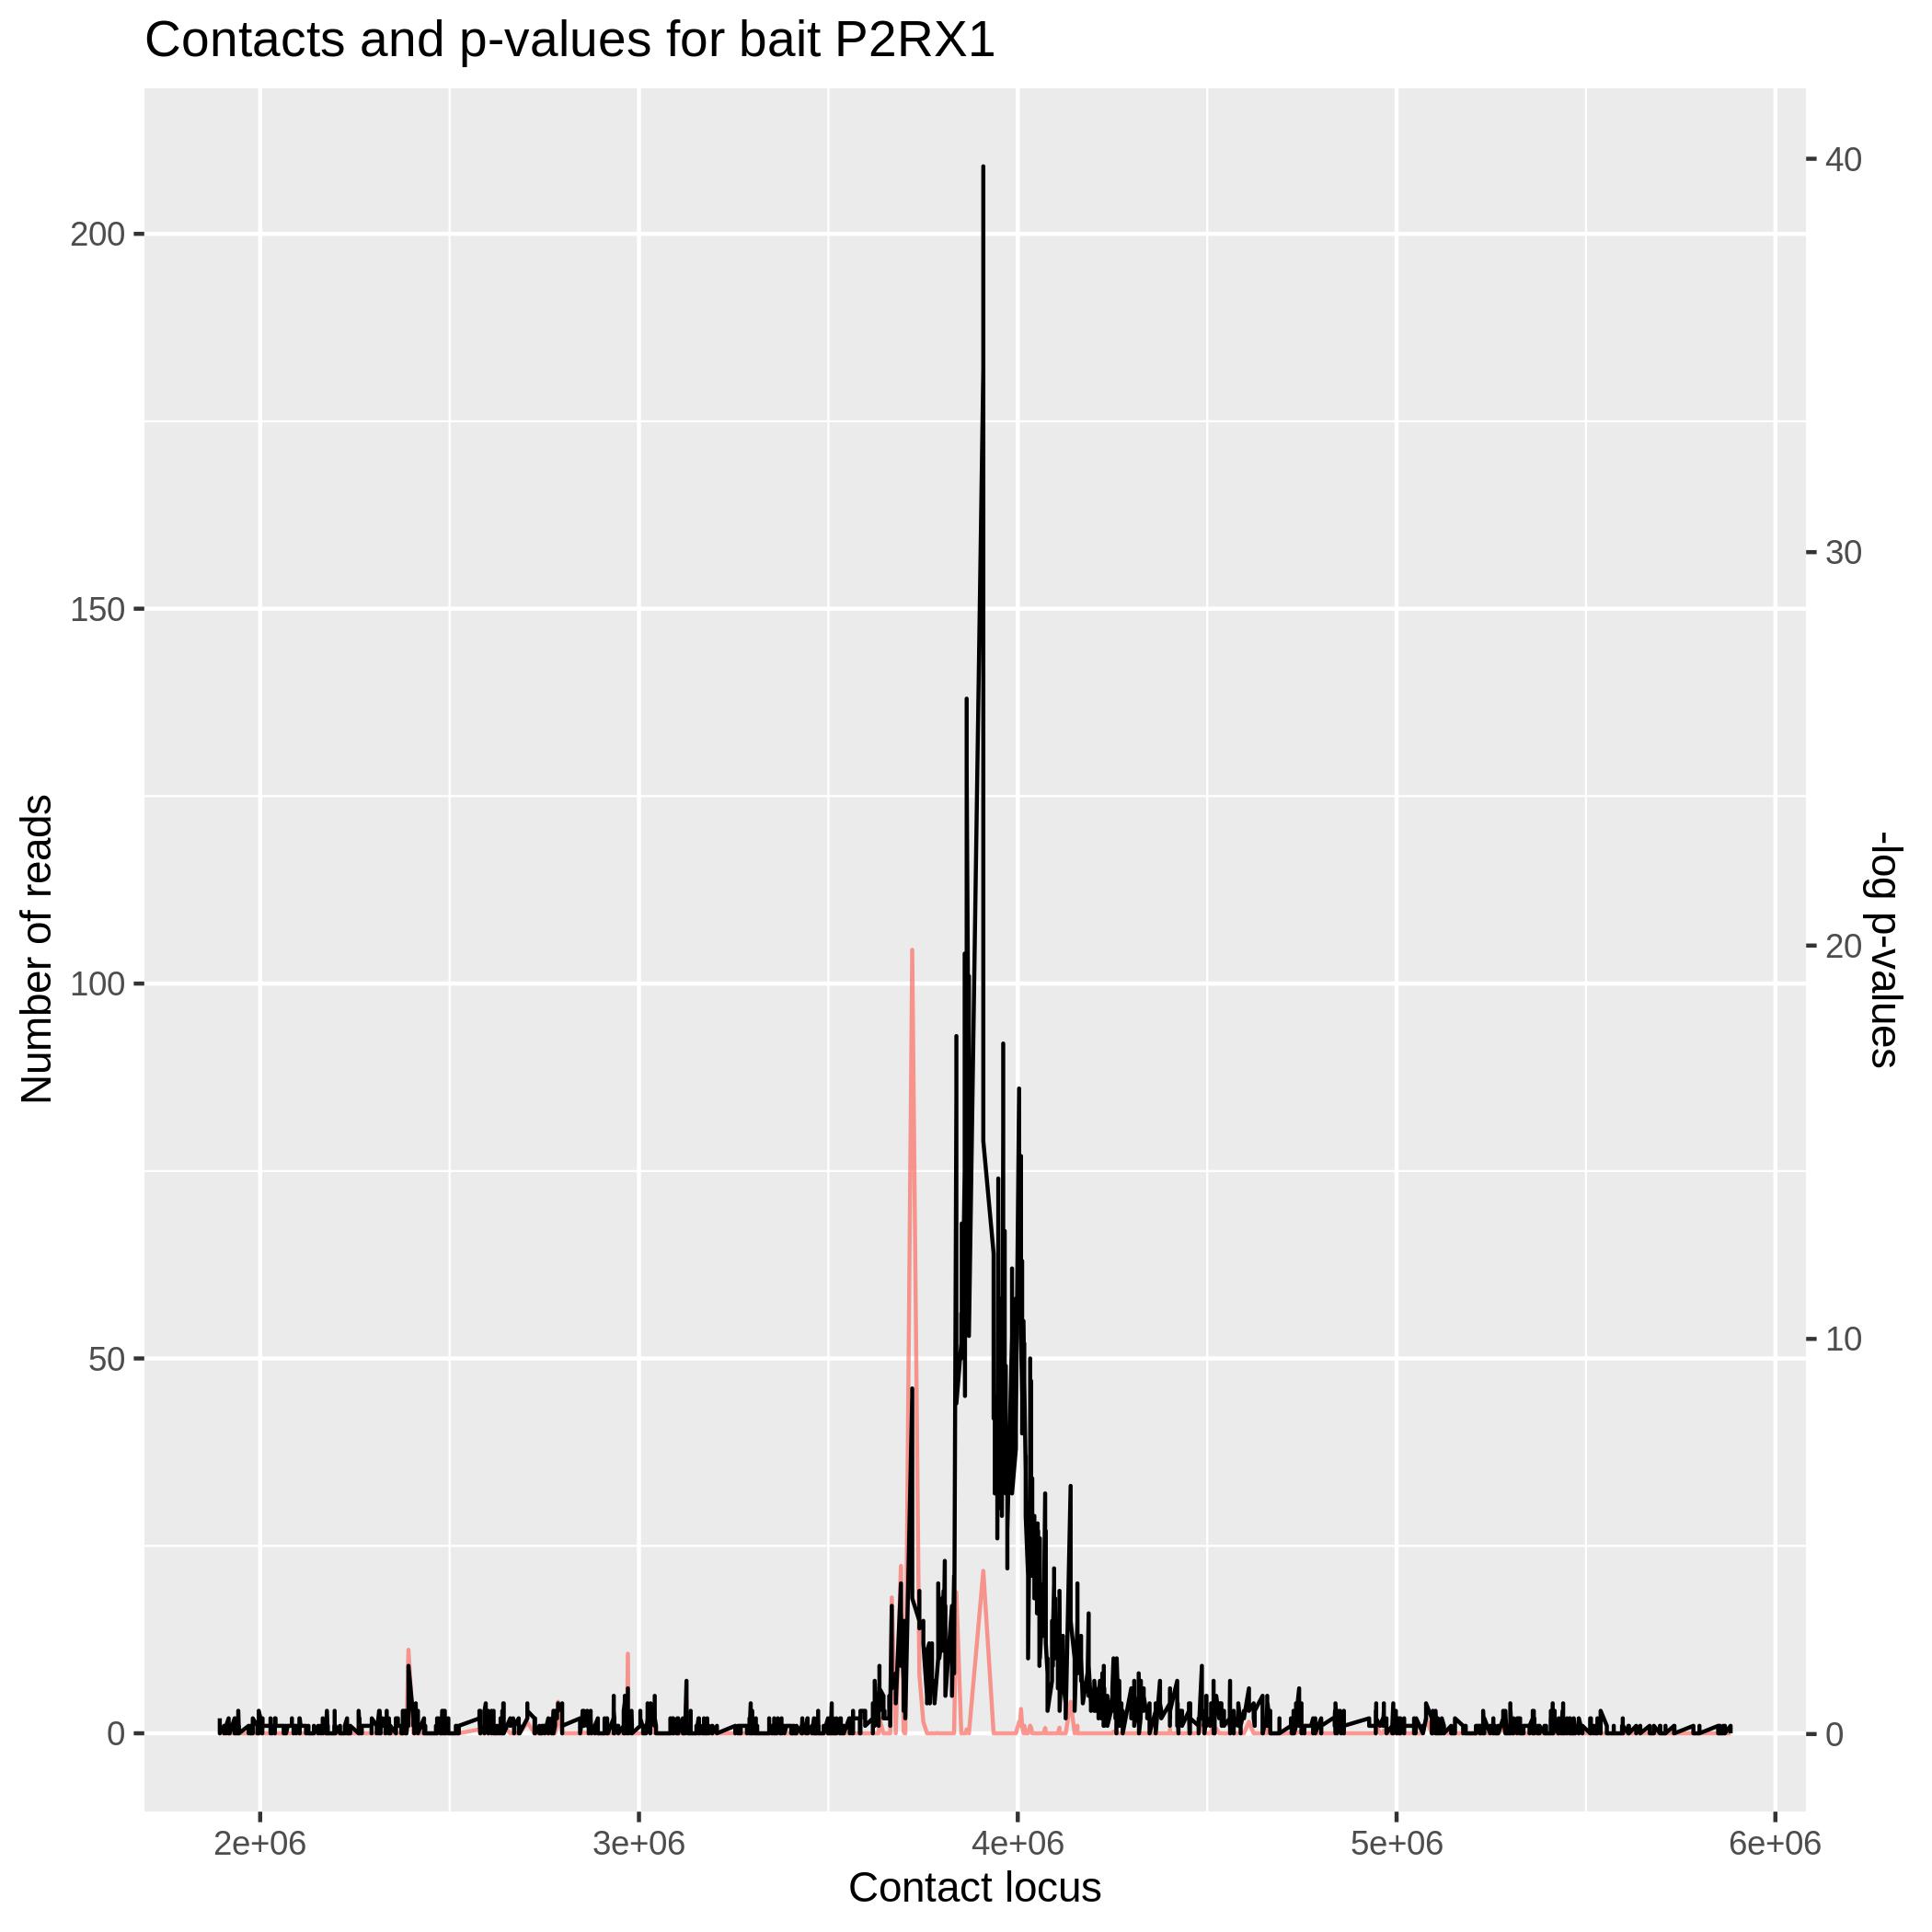 Contacts and p-values for bait P2RX1
200
150
100
50
0
40
30
20
10
0
Number of reads
-log p-values
2e+06 3e+06 4e+06 5e+06 6e+06
Contact locus